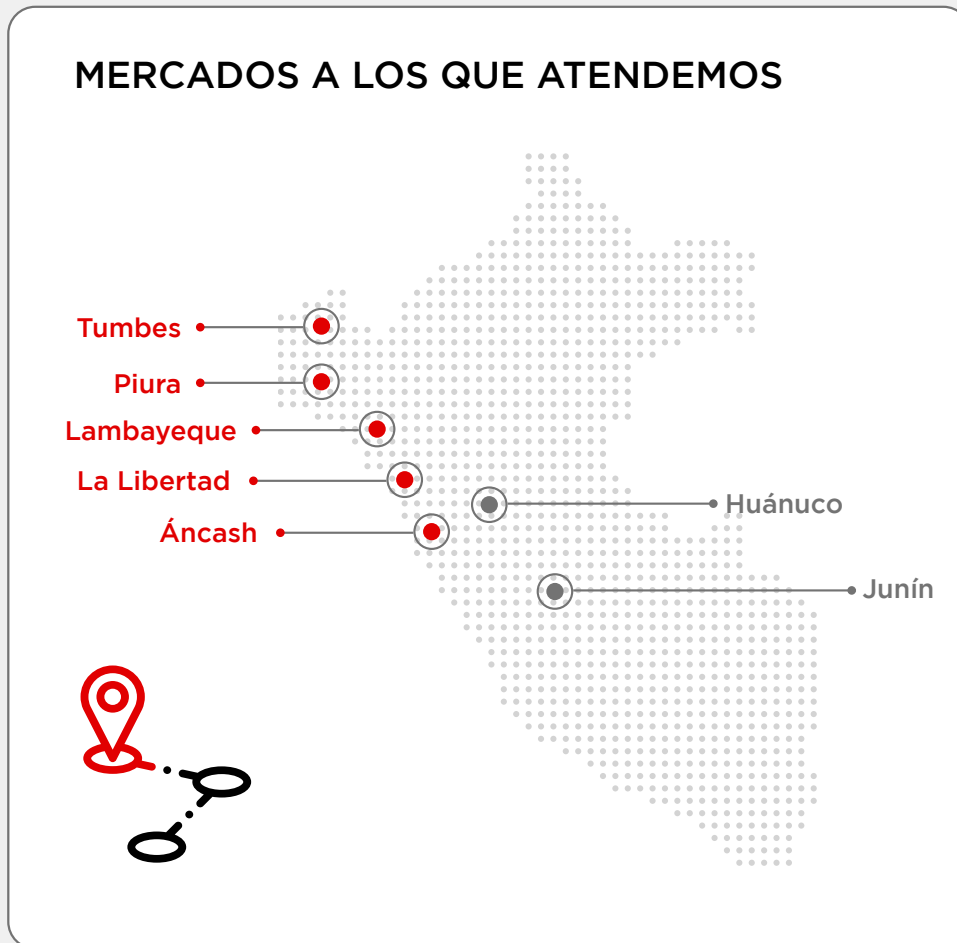 MERCADOS A LOS QUE ATENDEMOS
Tumbes
Piura
Lambayeque
La Libertad
Áncash
Huánuco
Junín